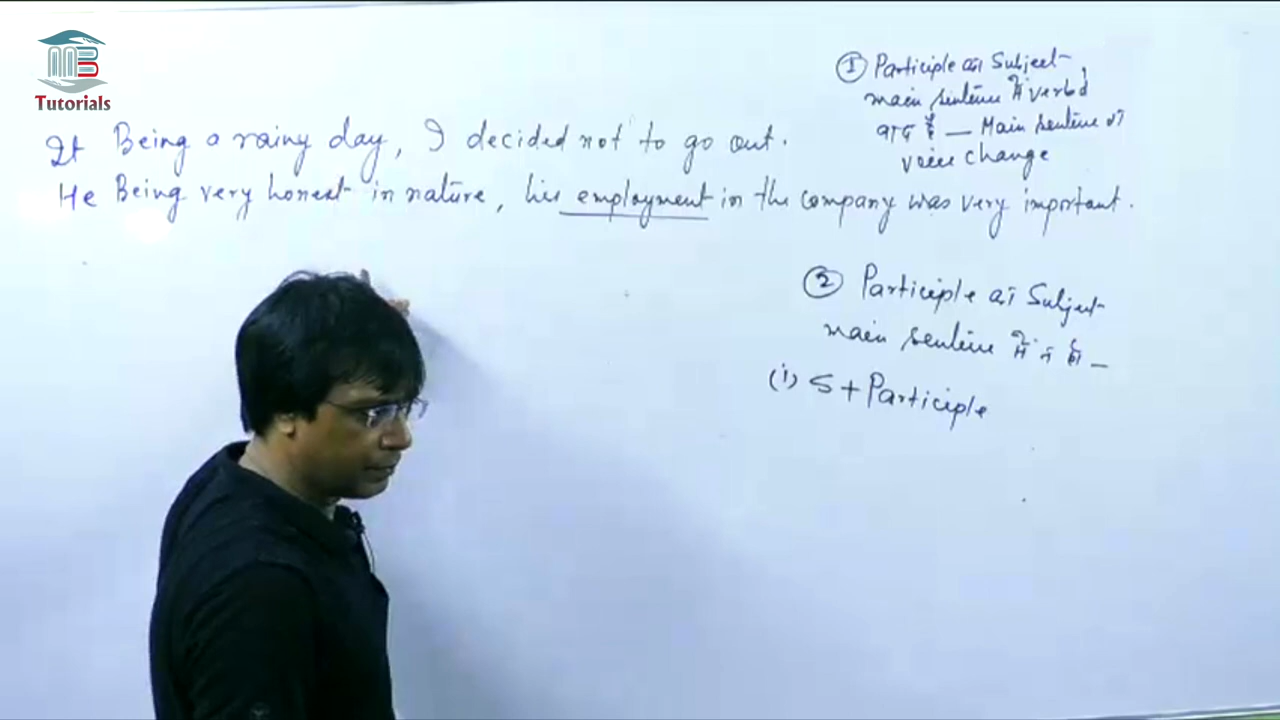 Tutorials
It Being a rainy day, I decided not to go out.
He Being very honest in nature, his employment in the company was very important.
① Participle का Subject
main sentence में verb के
बाद है — Main sentence का
voice change
② Participle का Subject
main sentence में न हो —
(i) S + Participle